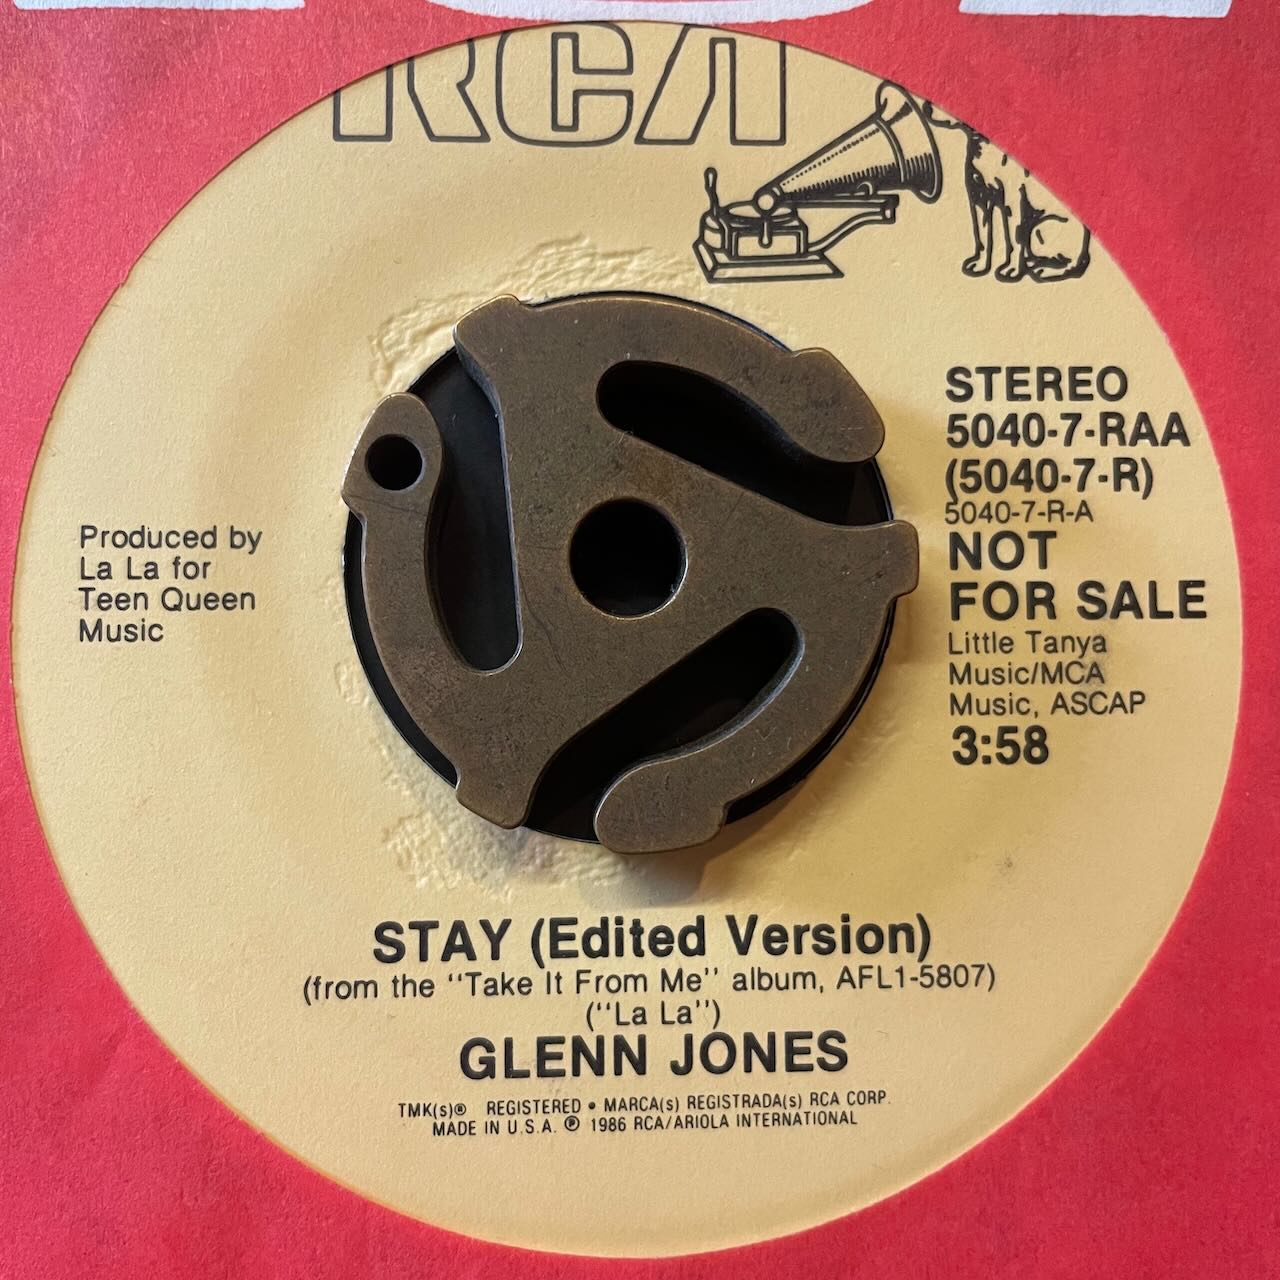 RCA
STEREO
5040-7-RAA
(5040-7-R)
5040-7-R-A
NOT
FOR SALE
Little Tanya
Music/MCA
Music, ASCAP
3:58
Produced by
La La for
Teen Queen
Music
STAY (Edited Version)
(from the "Take It From Me" album, AFL1-5807)
("La La")
GLENN JONES
TMK(s)® REGISTERED • MARCA(s) REGISTRADA(s) RCA CORP.
MADE IN U.S.A. ℗ 1986 RCA/ARIOLA INTERNATIONAL